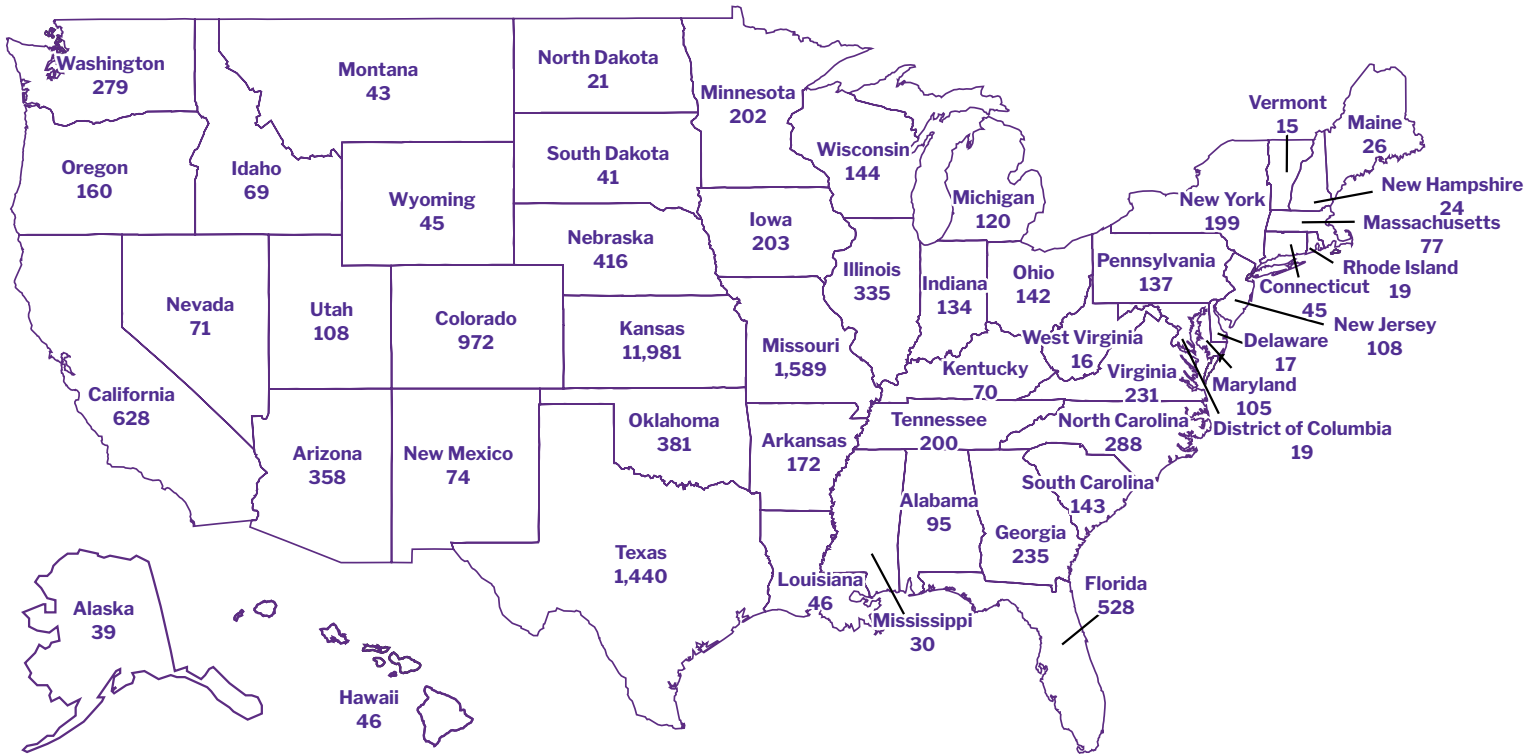 Washington
279
Montana
43
North Dakota
21
Minnesota
202
Vermont
15
Maine
26
Oregon
160
Idaho
69
Wyoming
45
South Dakota
41
Wisconsin
144
Michigan
120
New York
199
New Hampshire
24
Massachusetts
77
Rhode Island
19
Connecticut
45
Nebraska
416
Iowa
203
Illinois
335
Indiana
134
Ohio
142
Pennsylvania
137
New Jersey
108
Delaware
17
Maryland
105
District of Columbia
19
Nevada
71
Utah
108
Colorado
972
Kansas
11,981
Missouri
1,589
Kentucky
70
West Virginia
16
Virginia
231
California
628
Arizona
358
New Mexico
74
Oklahoma
381
Arkansas
172
Tennessee
200
North Carolina
288
South Carolina
143
Alabama
95
Georgia
235
Texas
1,440
Louisiana
46
Mississippi
30
Florida
528
Alaska
39
Hawaii
46